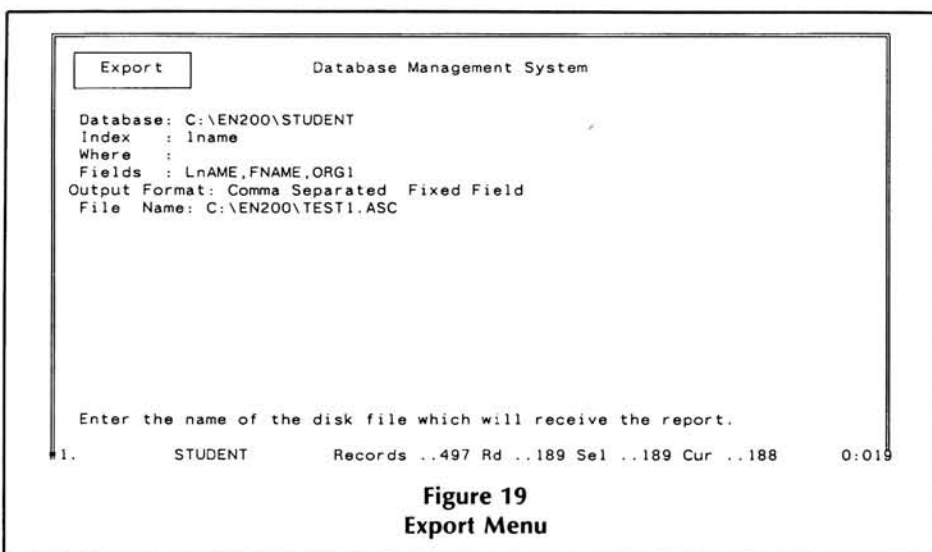 Export Database Management System
Database: C:\EN200\STUDENT
Index : lname
Where :
Fields : LnAME,FNAME,ORG1
Output Format: Comma Separated Fixed Field
File Name: C:\EN200\TEST1.ASC
Enter the name of the disk file which will receive the report.
1. STUDENT Records ..497 Rd ..189 Sel ..189 Cur ..188 0:019
Figure 19
Export Menu